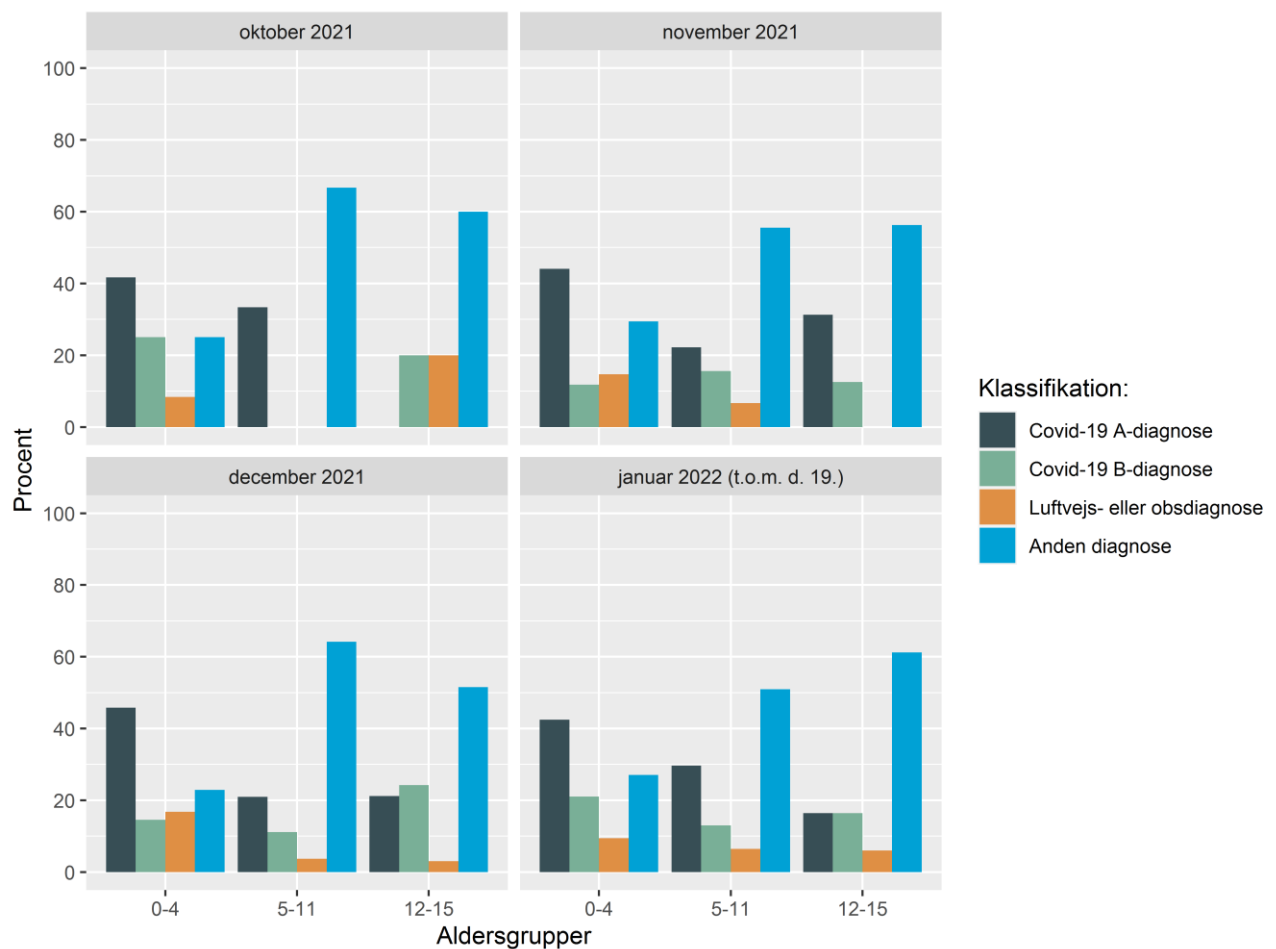 oktober 2021
november 2021
100
80
60
40
20
0
december 2021
januar 2022 (t.o.m. d. 19.)
100
80
60
40
20
0
0-4
5-11
12-15
0-4
5-11
12-15
Procent
Aldersgrupper
Klassifikation:
Covid-19 A-diagnose
Covid-19 B-diagnose
Luftvejs- eller obsdiagnose
Anden diagnose